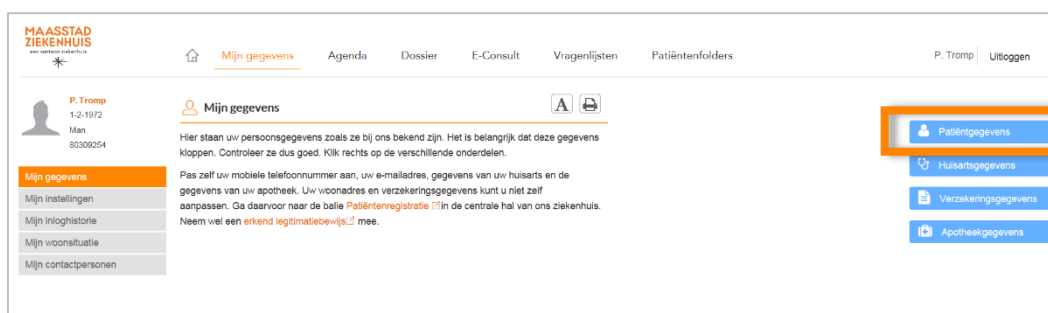 MAASSTAD
ZIEKENHUIS
een santeon ziekenhuis
Mijn gegevens Agenda Dossier E-Consult Vragenlijsten Patiëntenfolders P. Tromp Uitloggen
P. Tromp
1-2-1972
Man
80309254
Mijn gegevens
Mijn instellingen
Mijn inloghistorie
Mijn woonsituatie
Mijn contactpersonen
Mijn gegevens A
Hier staan uw persoonsgegevens zoals ze bij ons bekend zijn. Het is belangrijk dat deze gegevens
kloppen. Controleer ze dus goed. Klik rechts op de verschillende onderdelen.
Pas zelf uw mobiele telefoonnummer aan, uw e-mailadres, gegevens van uw huisarts en de
gegevens van uw apotheek. Uw woonadres en verzekeringsgegevens kunt u niet zelf
aanpassen. Ga daarvoor naar de balie Patiëntenregistratie in de centrale hal van ons ziekenhuis.
Neem wel een erkend legitimatiebewijs mee.
Patiëntgegevens
Huisartsgegevens
Verzekeringsgegevens
Apotheekgegevens